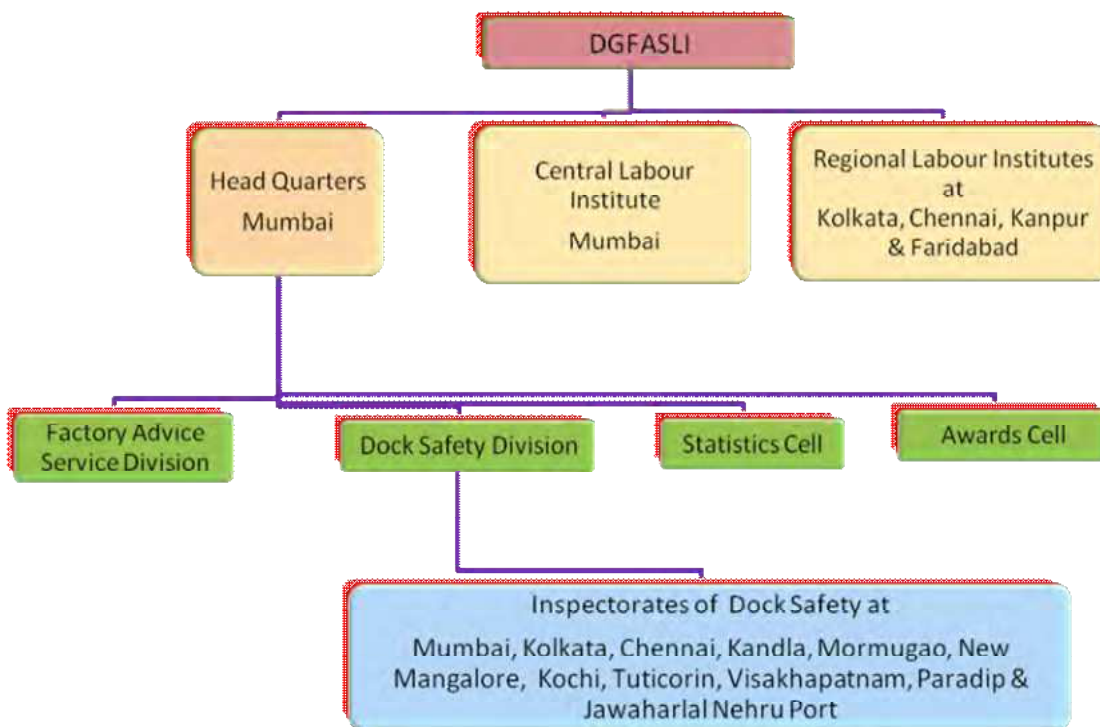 DGFASLI
Head Quarters
Mumbai
Central Labour
Institute
Mumbai
Regional Labour Institutes
at
Kolkata, Chennai, Kanpur
& Faridabad
Factory Advice
Service Division
Dock Safety Division
Statistics Cell
Awards Cell
Inspectorates of Dock Safety at
Mumbai, Kolkata, Chennai, Kandla, Mormugao, New
Mangalore, Kochi, Tuticorin, Visakhapatnam, Paradip &
Jawaharlal Nehru Port